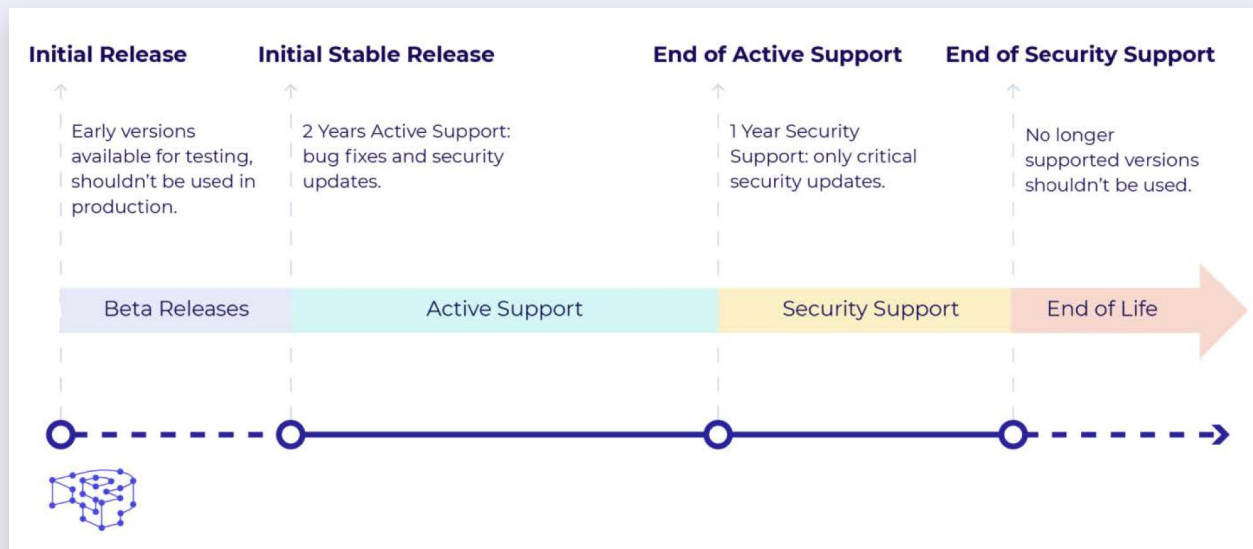 Initial Release
Initial Stable Release
End of Active Support
End of Security Support
Early versions
available for testing,
shouldn’t be used in
production.
2 Years Active Support:
bug fixes and security
updates.
1 Year Security
Support: only critical
security updates.
No longer
supported versions
shouldn’t be used.
Beta Releases
Active Support
Security Support
End of Life